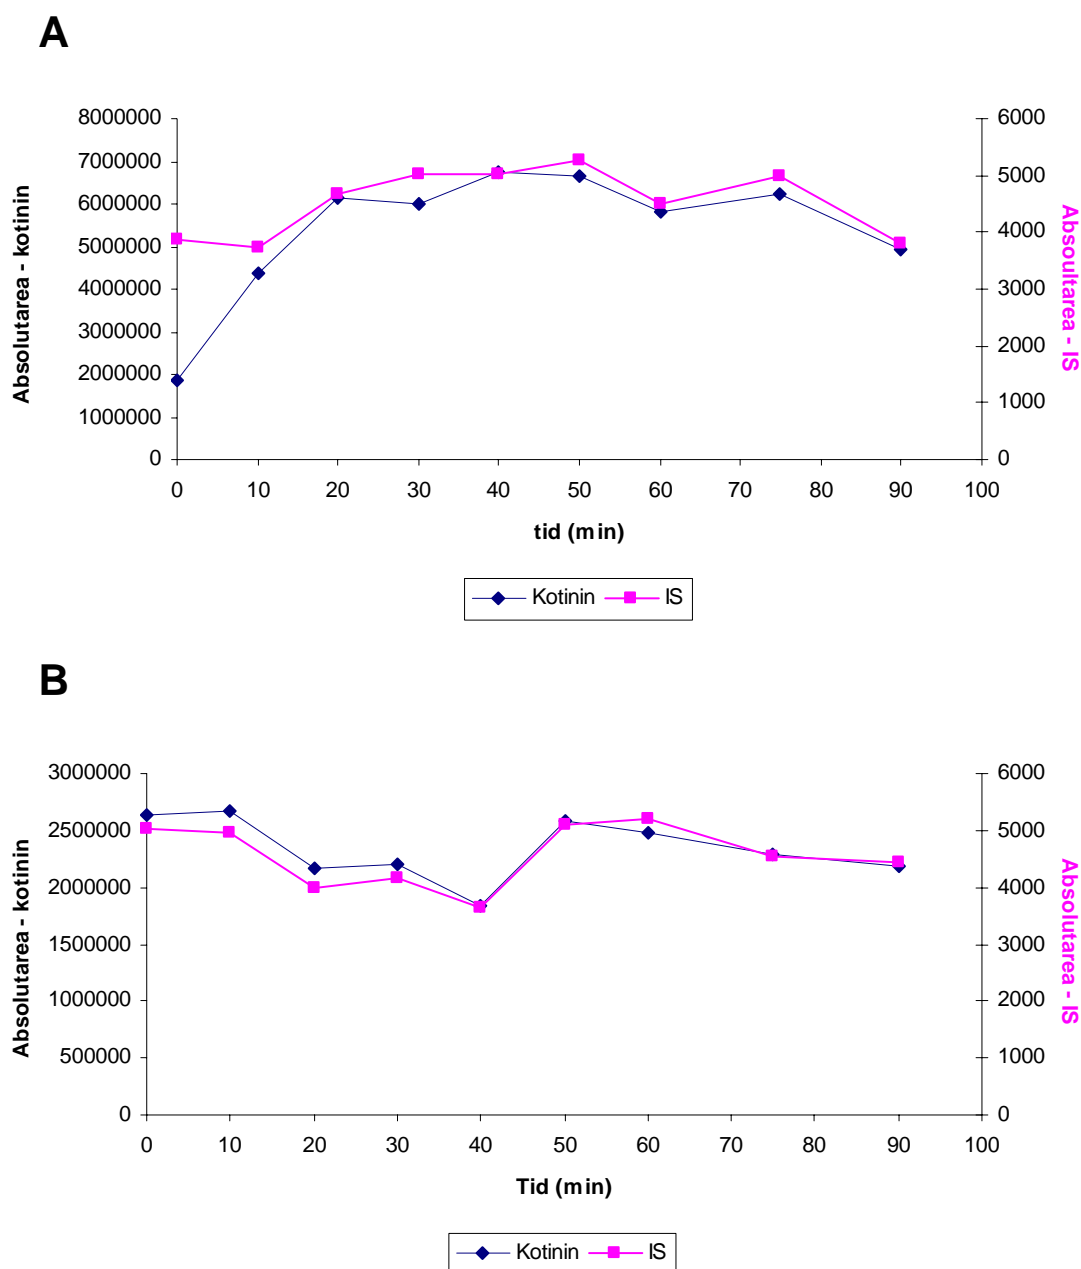 A
8000000
7000000
6000000
5000000
4000000
3000000
2000000
1000000
0
Absolutarea - kotinin
6000
5000
4000
3000
2000
1000
0
Absoultarea - IS
0 10 20 30 40 50 60 70 80 90 100
tid (min)
Kotinin IS
B
3000000
2500000
2000000
1500000
1000000
500000
0
Absolutarea - kotinin
6000
5000
4000
3000
2000
1000
0
Absolutarea - IS
0 10 20 30 40 50 60 70 80 90 100
Tid (min)
Kotinin IS